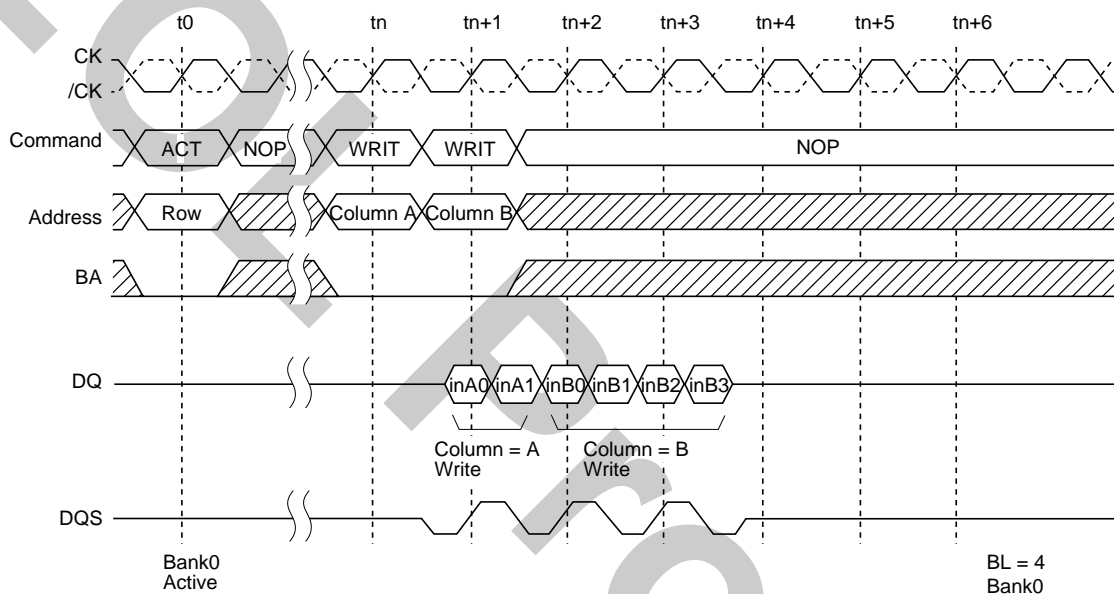 t0 tn tn+1 tn+2 tn+3 tn+4 tn+5 tn+6
CK
/CK
Command ACT NOP WRIT WRIT NOP
Address Row Column A Column B
BA
DQ inA0 inA1 inB0 inB1 inB2 inB3
Column = A Column = B
Write Write
DQS
Bank0 BL = 4
Active Bank0